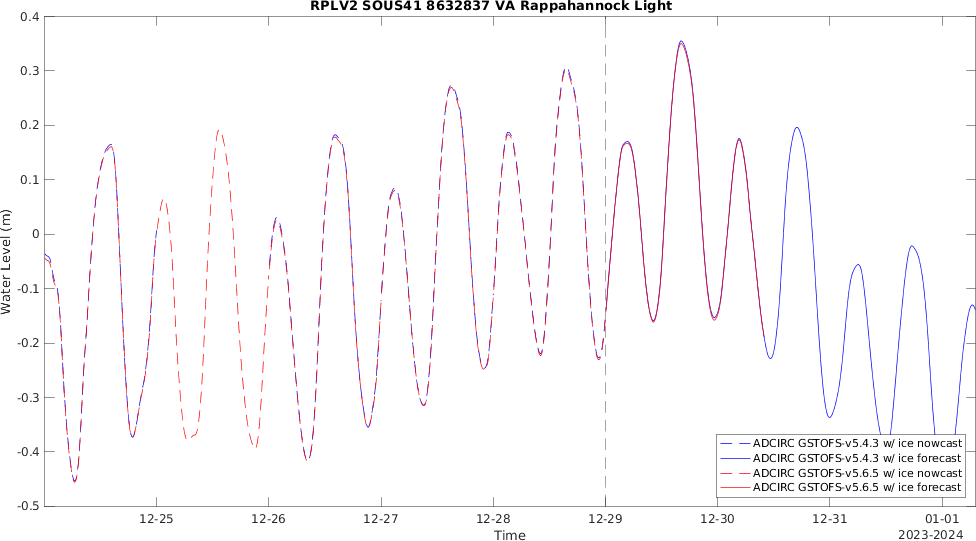 RPLV2 SOUS41 8632837 VA Rappahannock Light
0.4
0.3
0.2
0.1
0
-0.1
-0.2
-0.3
-0.4
-0.5
Water Level (m)
12-25 12-26 12-27 12-28 12-29 12-30 12-31 01-01
Time
2023-2024
ADCIRC GSTOFS-v5.4.3 w/ ice nowcast
ADCIRC GSTOFS-v5.4.3 w/ ice forecast
ADCIRC GSTOFS-v5.6.5 w/ ice nowcast
ADCIRC GSTOFS-v5.6.5 w/ ice forecast